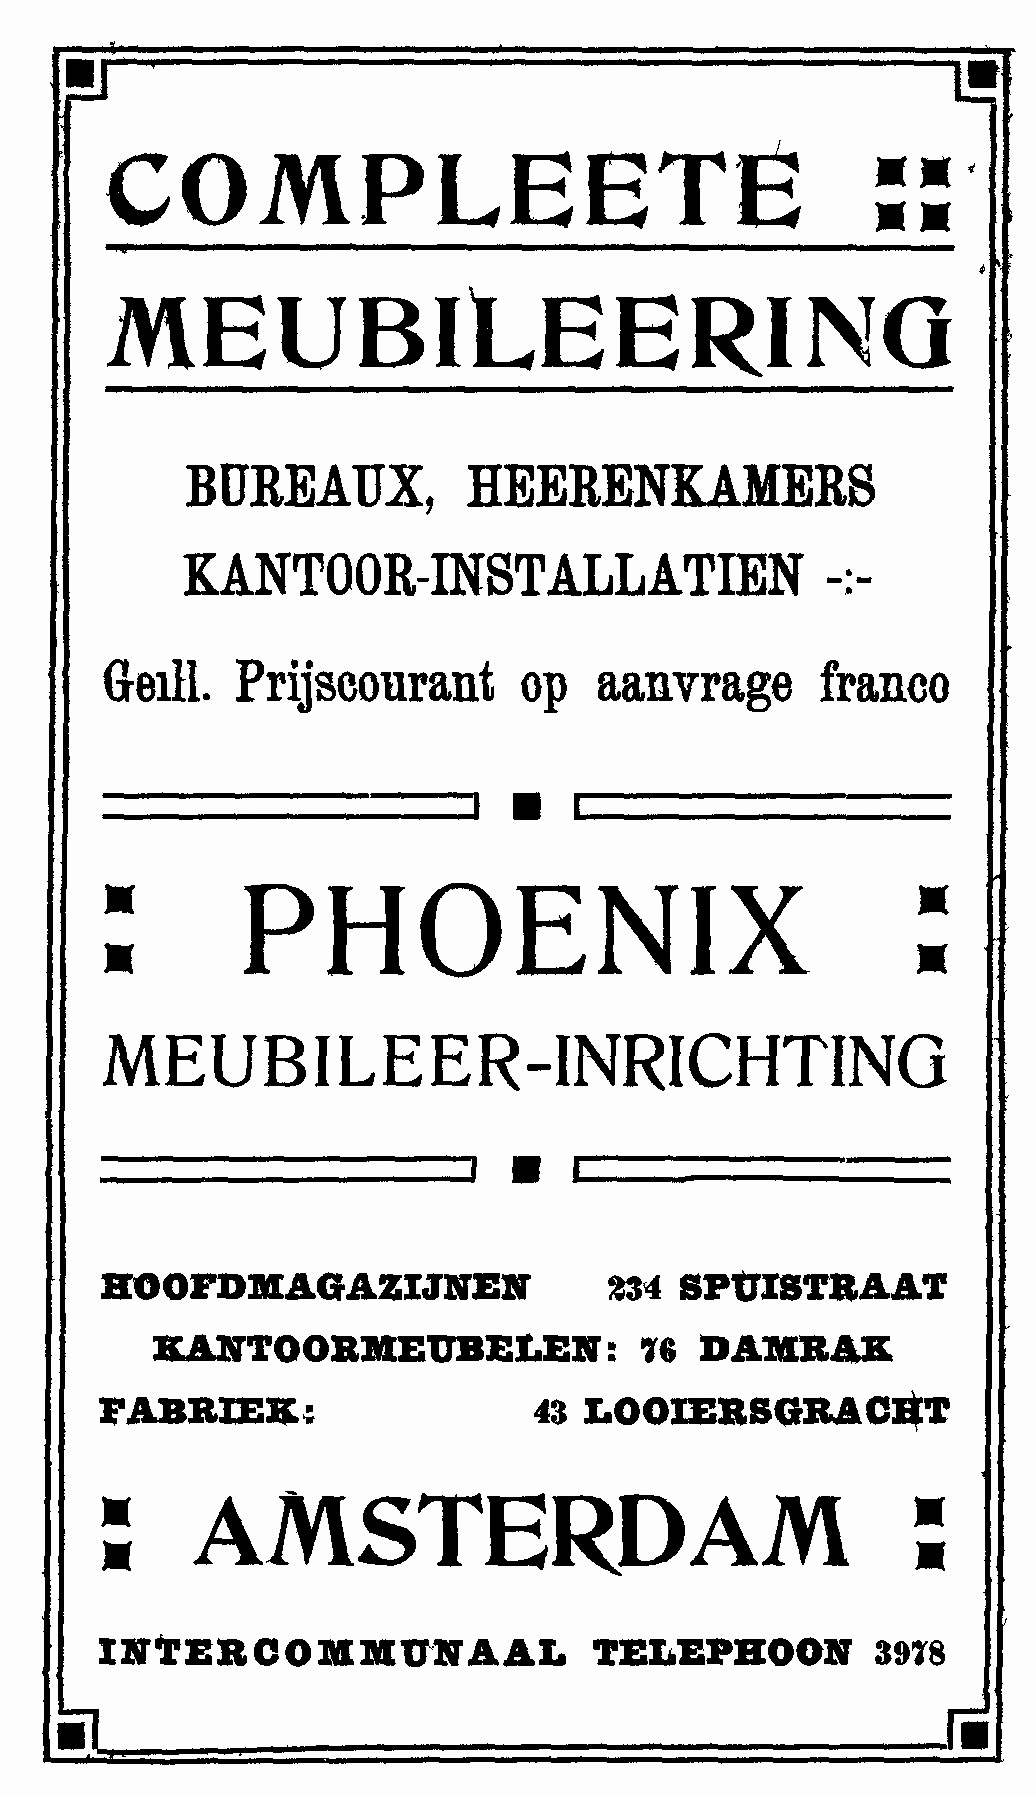 COMPLEETE
MEUBILEERING
BUREAUX, HEERENKAMERS
KANTOOR-INSTALLATIEN -:-
Geïll. Prijscourant op aanvrage franco
PHOENIX
MEUBILEER-INRICHTING
HOOFDMAGAZIJNEN 234 SPUISTRAAT
KANTOORMEUBELEN: 76 DAMRAK
FABRIEK: 43 LOOIERSGRACHT
AMSTERDAM
INTERCOMMUNAAL TELEPHOON 3978